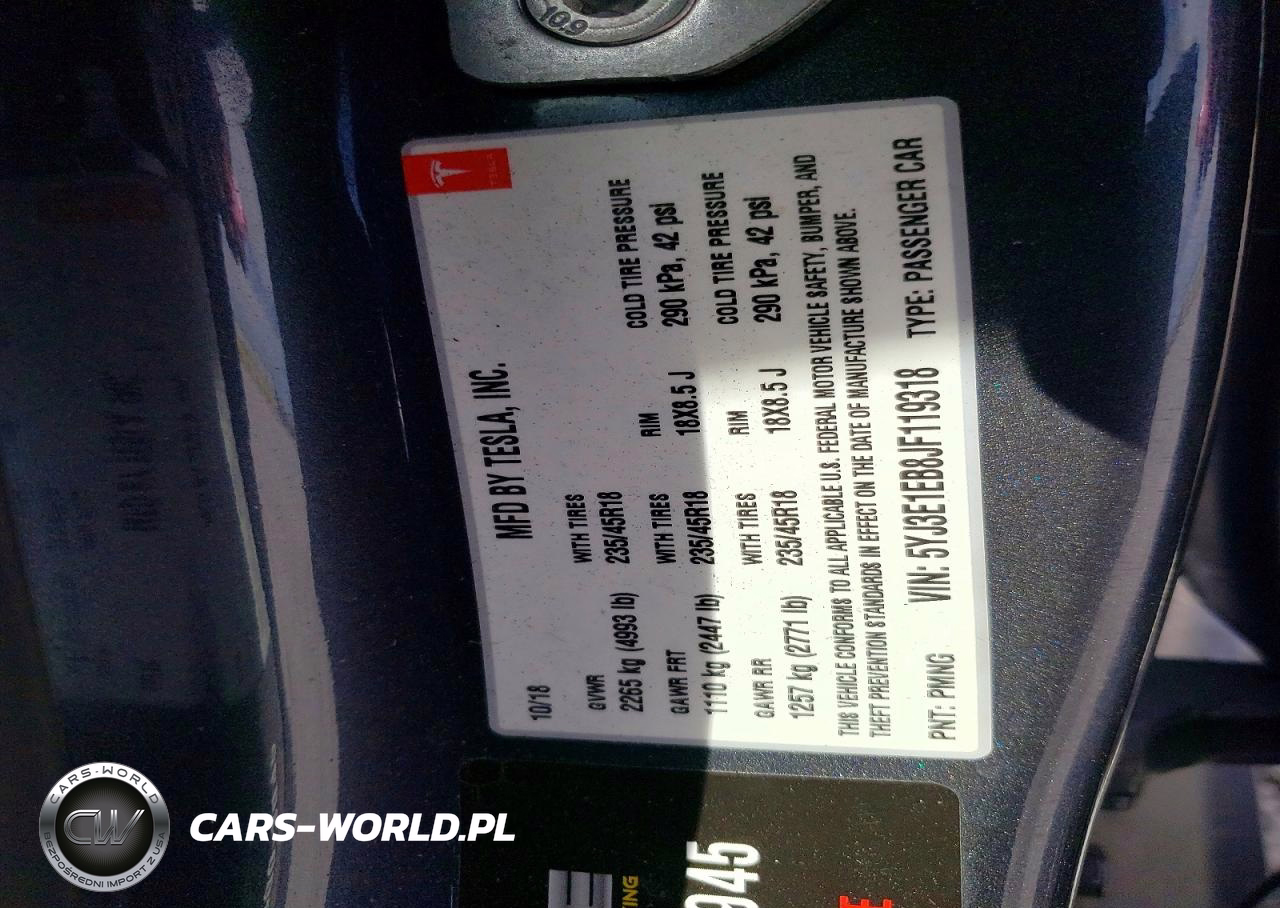 10.9
TESLA
MFD BY TESLA, INC.
10/18
GVWR WITH TIRES RIM COLD TIRE PRESSURE
2265 kg (4993 lb) 235/45R18
GAWR FRT WITH TIRES RIM COLD TIRE PRESSURE
1110 kg (2447 lb) 235/45R18 18X8.5 J 290 kPa, 42 psi
GAWR RR WITH TIRES
1257 kg (2771 lb) 235/45R18 18X8.5 J 290 kPa, 42 psi
THIS VEHICLE CONFORMS TO ALL APPLICABLE U.S. FEDERAL MOTOR VEHICLE SAFETY, BUMPER, AND
THEFT PREVENTION STANDARDS IN EFFECT ON THE DATE OF MANUFACTURE SHOWN ABOVE.
PNT: PMNG VIN: 5YJ3E1EB8JF119318 TYPE: PASSENGER CAR
945
CARS-WORLD
CW
BEZPOŚREDNI IMPORT Z USA
CARS-WORLD.PL